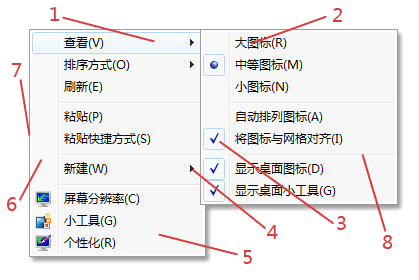 1
2
查看(V)
排序方式(O)
刷新(E)
粘贴(P)
粘贴快捷方式(S)
新建(W)
屏幕分辨率(C)
小工具(G)
个性化(R)
大图标(R)
中等图标(M)
小图标(N)
自动排列图标(A)
将图标与网格对齐(I)
显示桌面图标(D)
显示桌面小工具(G)
7
6
5
4
3
8